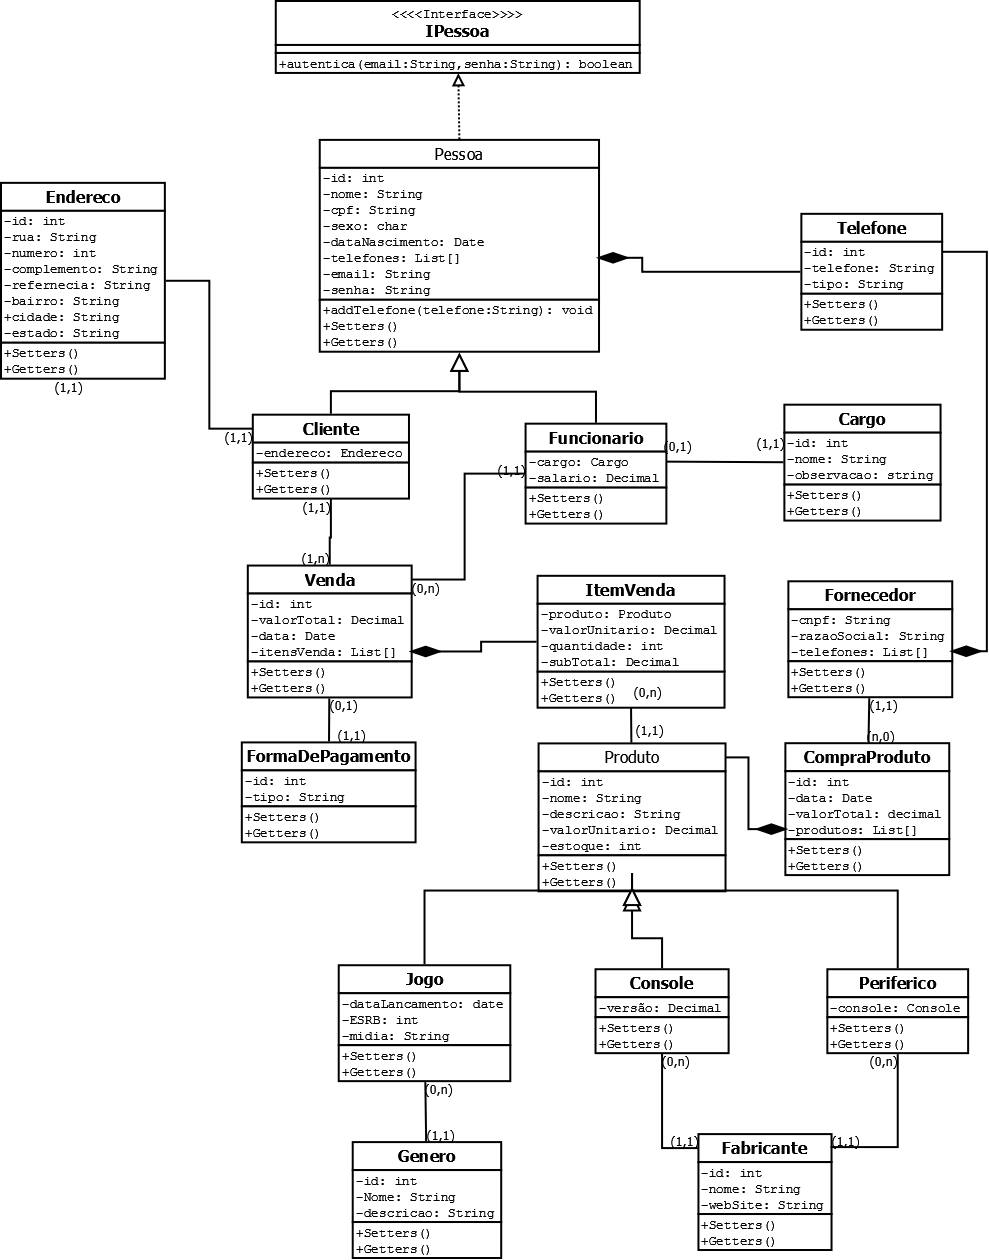 <<<<Interface>>>>
IPessoa
+autentica(email:String,senha:String): boolean
Pessoa
-id: int
-nome: String
-cpf: String
-sexo: char
-dataNascimento: Date
-telefones: List[]
-email: String
-senha: String
+addTelefone(telefone:String): void
+Setters()
+Getters()
Endereco
-id: int
-rua: String
-numero: int
-complemento: String
-refernecia: String
-bairro: String
+cidade: String
-estado: String
+Setters()
+Getters()
(1,1)
Telefone
-id: int
-telefone: String
-tipo: String
+Setters()
+Getters()
(1,1)
Cliente
-endereco: Endereco
+Setters()
+Getters()
(1,1)
Funcionario
-cargo: Cargo
-salario: Decimal
+Setters()
+Getters()
(1,1)
(0,1)
(1,1)
Cargo
-id: int
-nome: String
-observacao: string
+Setters()
+Getters()
(1,n)
Venda
-id: int
-valorTotal: Decimal
-data: Date
-itensVenda: List[]
+Setters()
+Getters()
(0,n)
(0,1)
ItemVenda
-produto: Produto
-valorUnitario: Decimal
-quantidade: int
-subTotal: Decimal
+Setters()
+Getters()
(0,n)
Fornecedor
-cnpf: String
-razaoSocial: String
-telefones: List[]
+Setters()
+Getters()
(1,1)
(1,1)
FormaDePagamento
-id: int
-tipo: String
+Setters()
+Getters()
(1,1)
Produto
-id: int
-nome: String
-descricao: String
-valorUnitario: Decimal
-estoque: int
+Setters()
+Getters()
(n,0)
CompraProduto
-id: int
-data: Date
-valorTotal: decimal
-produtos: List[]
+Setters()
+Getters()
Jogo
-dataLancamento: date
-ESRB: int
-midia: String
+Setters()
+Getters()
(0,n)
Console
-versão: Decimal
+Setters()
+Getters()
(0,n)
Periferico
-console: Console
+Setters()
+Getters()
(0,n)
(1,1)
Genero
-id: int
-Nome: String
-descricao: String
+Setters()
+Getters()
(1,1)
(1,1)
Fabricante
-id: int
-nome: String
-webSite: String
+Setters()
+Getters()